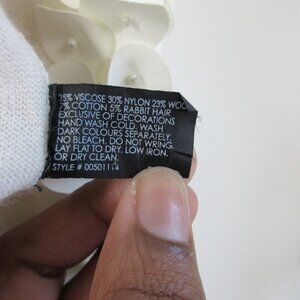 35% VISCOSE 30% NYLON 23% WOOL
7% COTTON 5% RABBIT HAIR
EXCLUSIVE OF DECORATIONS
HAND WASH COLD, WASH
DARK COLOURS SEPARATELY.
NO BLEACH. DO NOT WRING.
LAY FLAT TO DRY. LOW IRON.
OR DRY CLEAN.
STYLE # 00501114